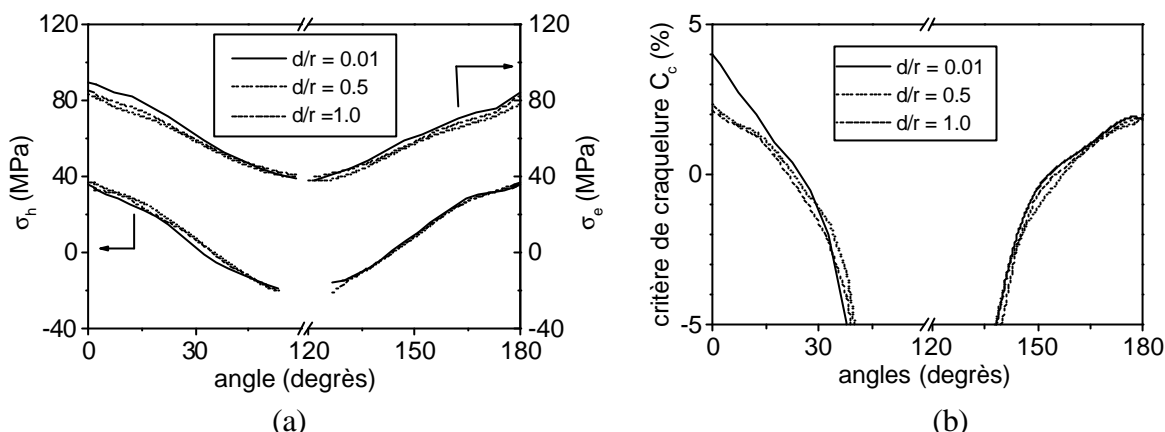 120
80
40
0
-40
σh (MPa)
d/r = 0.01
d/r = 0.5
d/r =1.0
120
80
40
0
-40
σe (MPa)
0 30 120 150 180
angle (degrès)
(a)
5
0
-5
critère de craquelure Cc (%)
d/r = 0.01
d/r = 0.5
d/r = 1.0
0 30 120 150 180
angles (degrès)
(b)